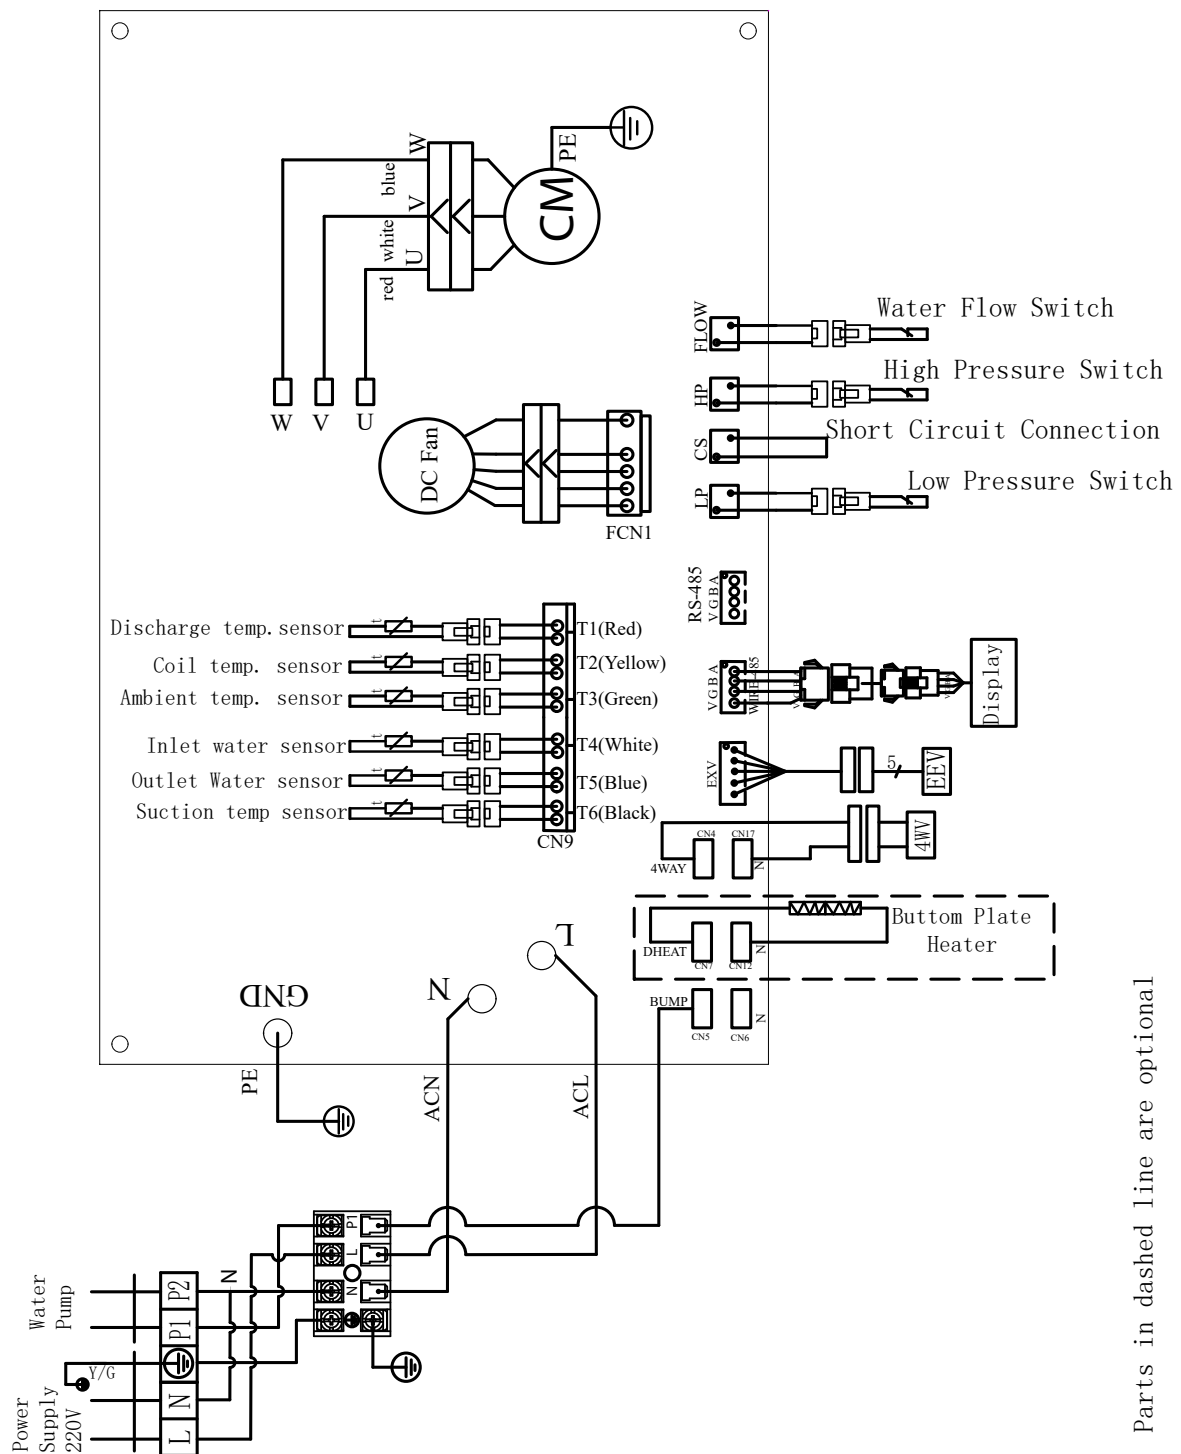 W
blue
V
white
U
red
CM
PE
W
V
U
DC Fan
FCN1
FLOW
Water Flow Switch
HP
High Pressure Switch
CS
Short Circuit Connection
LP
Low Pressure Switch
RS-485
V G B A
Discharge temp.sensor
t
T1(Red)
Coil temp. sensor
t
T2(Yellow)
Ambient temp. sensor
t
T3(Green)
Inlet water sensor
t
T4(White)
Outlet Water sensor
t
T5(Blue)
Suction temp sensor
t
T6(Black)
CN9
V G B A
WIRE-485
Display
EXV
5
EEV
4WAY
CN4
CN17
N
4WV
DHEAT
CN7
CN12
N
Buttom Plate
Heater
BUMP
CN5
CN6
N
GND
N
L
PE
ACN
ACL
P1
L
N
Water
Pump
P2
N
P1
Y/G
Power
Supply
220V
N
L
Parts in dashed line are optional